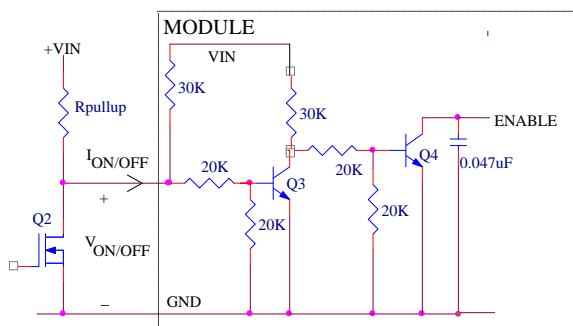 MODULE
+VIN
VIN
Rpullup
30K
30K
ENABLE
I ON/OFF
Q4
0.047uF
20K
Q3
20K
+
20K
20K
Q2
V ON/OFF
–
GND